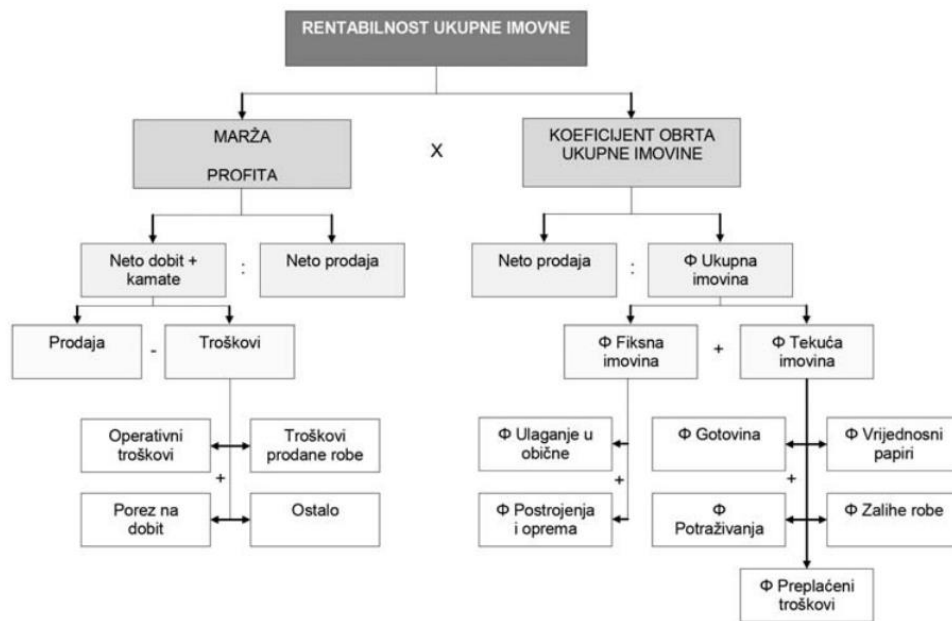 RENTABILNOST UKUPNE IMOVNE
MARŽA
PROFITA
X
KOEFICIJENT OBRTA
UKUPNE IMOVINE
Neto dobit +
kamate
:
Neto prodaja
Neto prodaja
:
Φ Ukupna
imovina
Prodaja
-
Troškovi
Φ Fiksna
imovina
+
Φ Tekuća
imovina
Operativni
troškovi
Troškovi
prodane robe
+
Porez na
dobit
Ostalo
Φ Ulaganje u
obične
+
Φ Postrojenja
i oprema
Φ Gotovina
Φ Vrijednosni
papiri
+
Φ
Potraživanja
Φ Zalihe robe
Φ Preplaćeni
troškovi